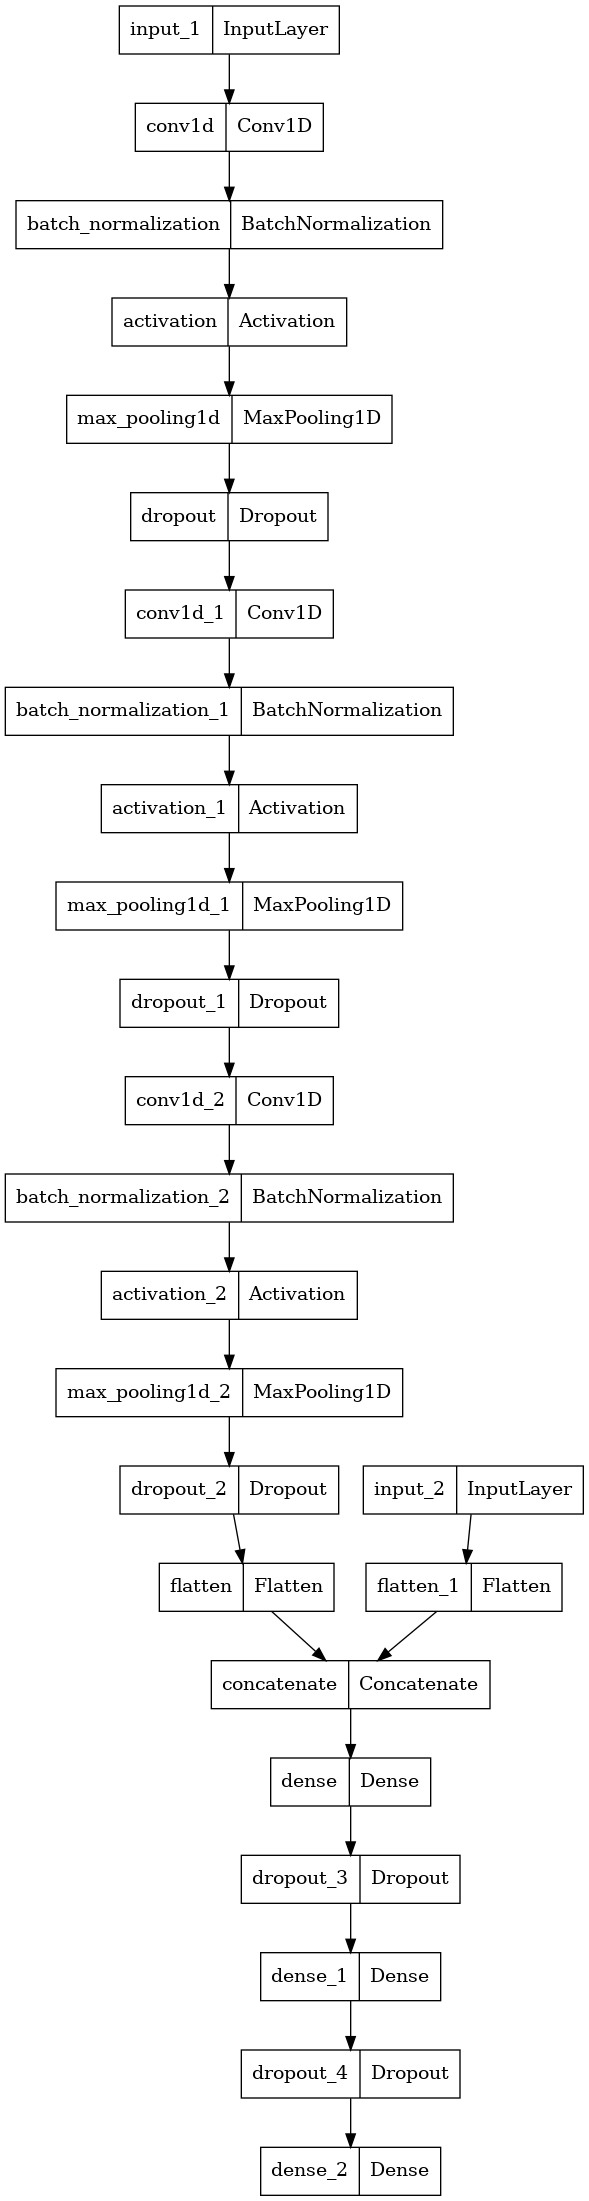 input_1 InputLayer
conv1d Conv1D
batch_normalization BatchNormalization
activation Activation
max_pooling1d MaxPooling1D
dropout Dropout
conv1d_1 Conv1D
batch_normalization_1 BatchNormalization
activation_1 Activation
max_pooling1d_1 MaxPooling1D
dropout_1 Dropout
conv1d_2 Conv1D
batch_normalization_2 BatchNormalization
activation_2 Activation
max_pooling1d_2 MaxPooling1D
dropout_2 Dropout input_2 InputLayer
flatten Flatten flatten_1 Flatten
concatenate Concatenate
dense Dense
dropout_3 Dropout
dense_1 Dense
dropout_4 Dropout
dense_2 Dense